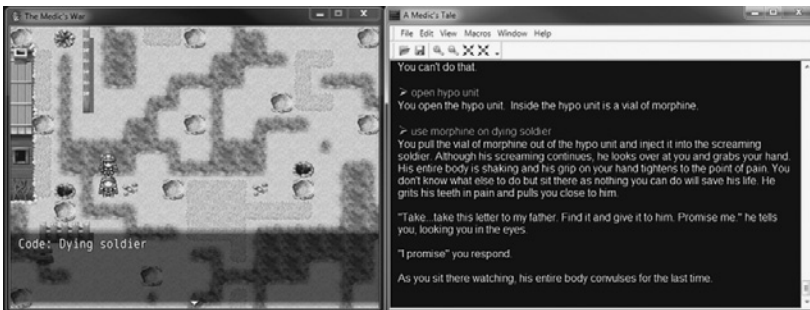 The Medic's War
Code: Dying soldier
A Medic's Tale
File Edit View Macros Window Help
You can't do that.
➢ open hypo unit
You open the hypo unit. Inside the hypo unit is a vial of morphine.
➢ use morphine on dying soldier
You pull the vial of morphine out of the hypo unit and inject it into the screaming
soldier. Although his screaming continues, he looks over at you and grabs your hand.
His entire body is shaking and his grip on your hand tightens to the point of pain. You
don't know what else to do but sit there as nothing you can do will save his life. He
grits his teeth in pain and pulls you close to him.
"Take...take this letter to my father. Find it and give it to him. Promise me." he tells
you, looking you in the eyes.
"I promise" you respond.
As you sit there watching, his entire body convulses for the last time.